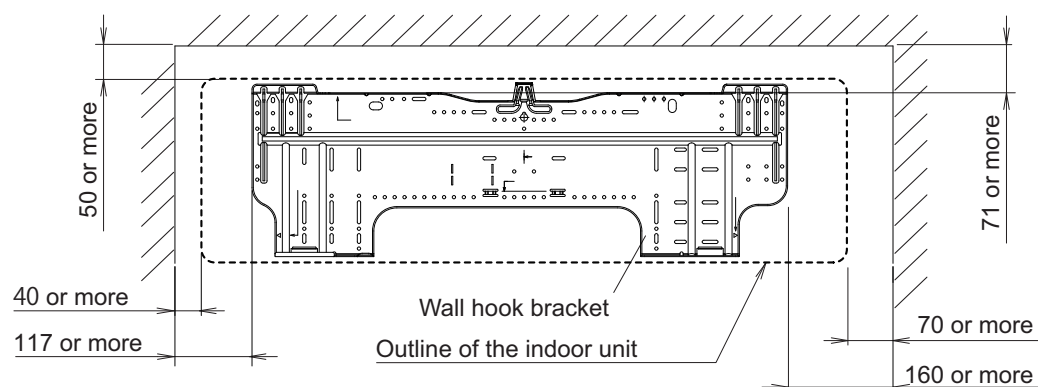 50 or more
71 or more
40 or more
117 or more
Wall hook bracket
Outline of the indoor unit
70 or more
160 or more